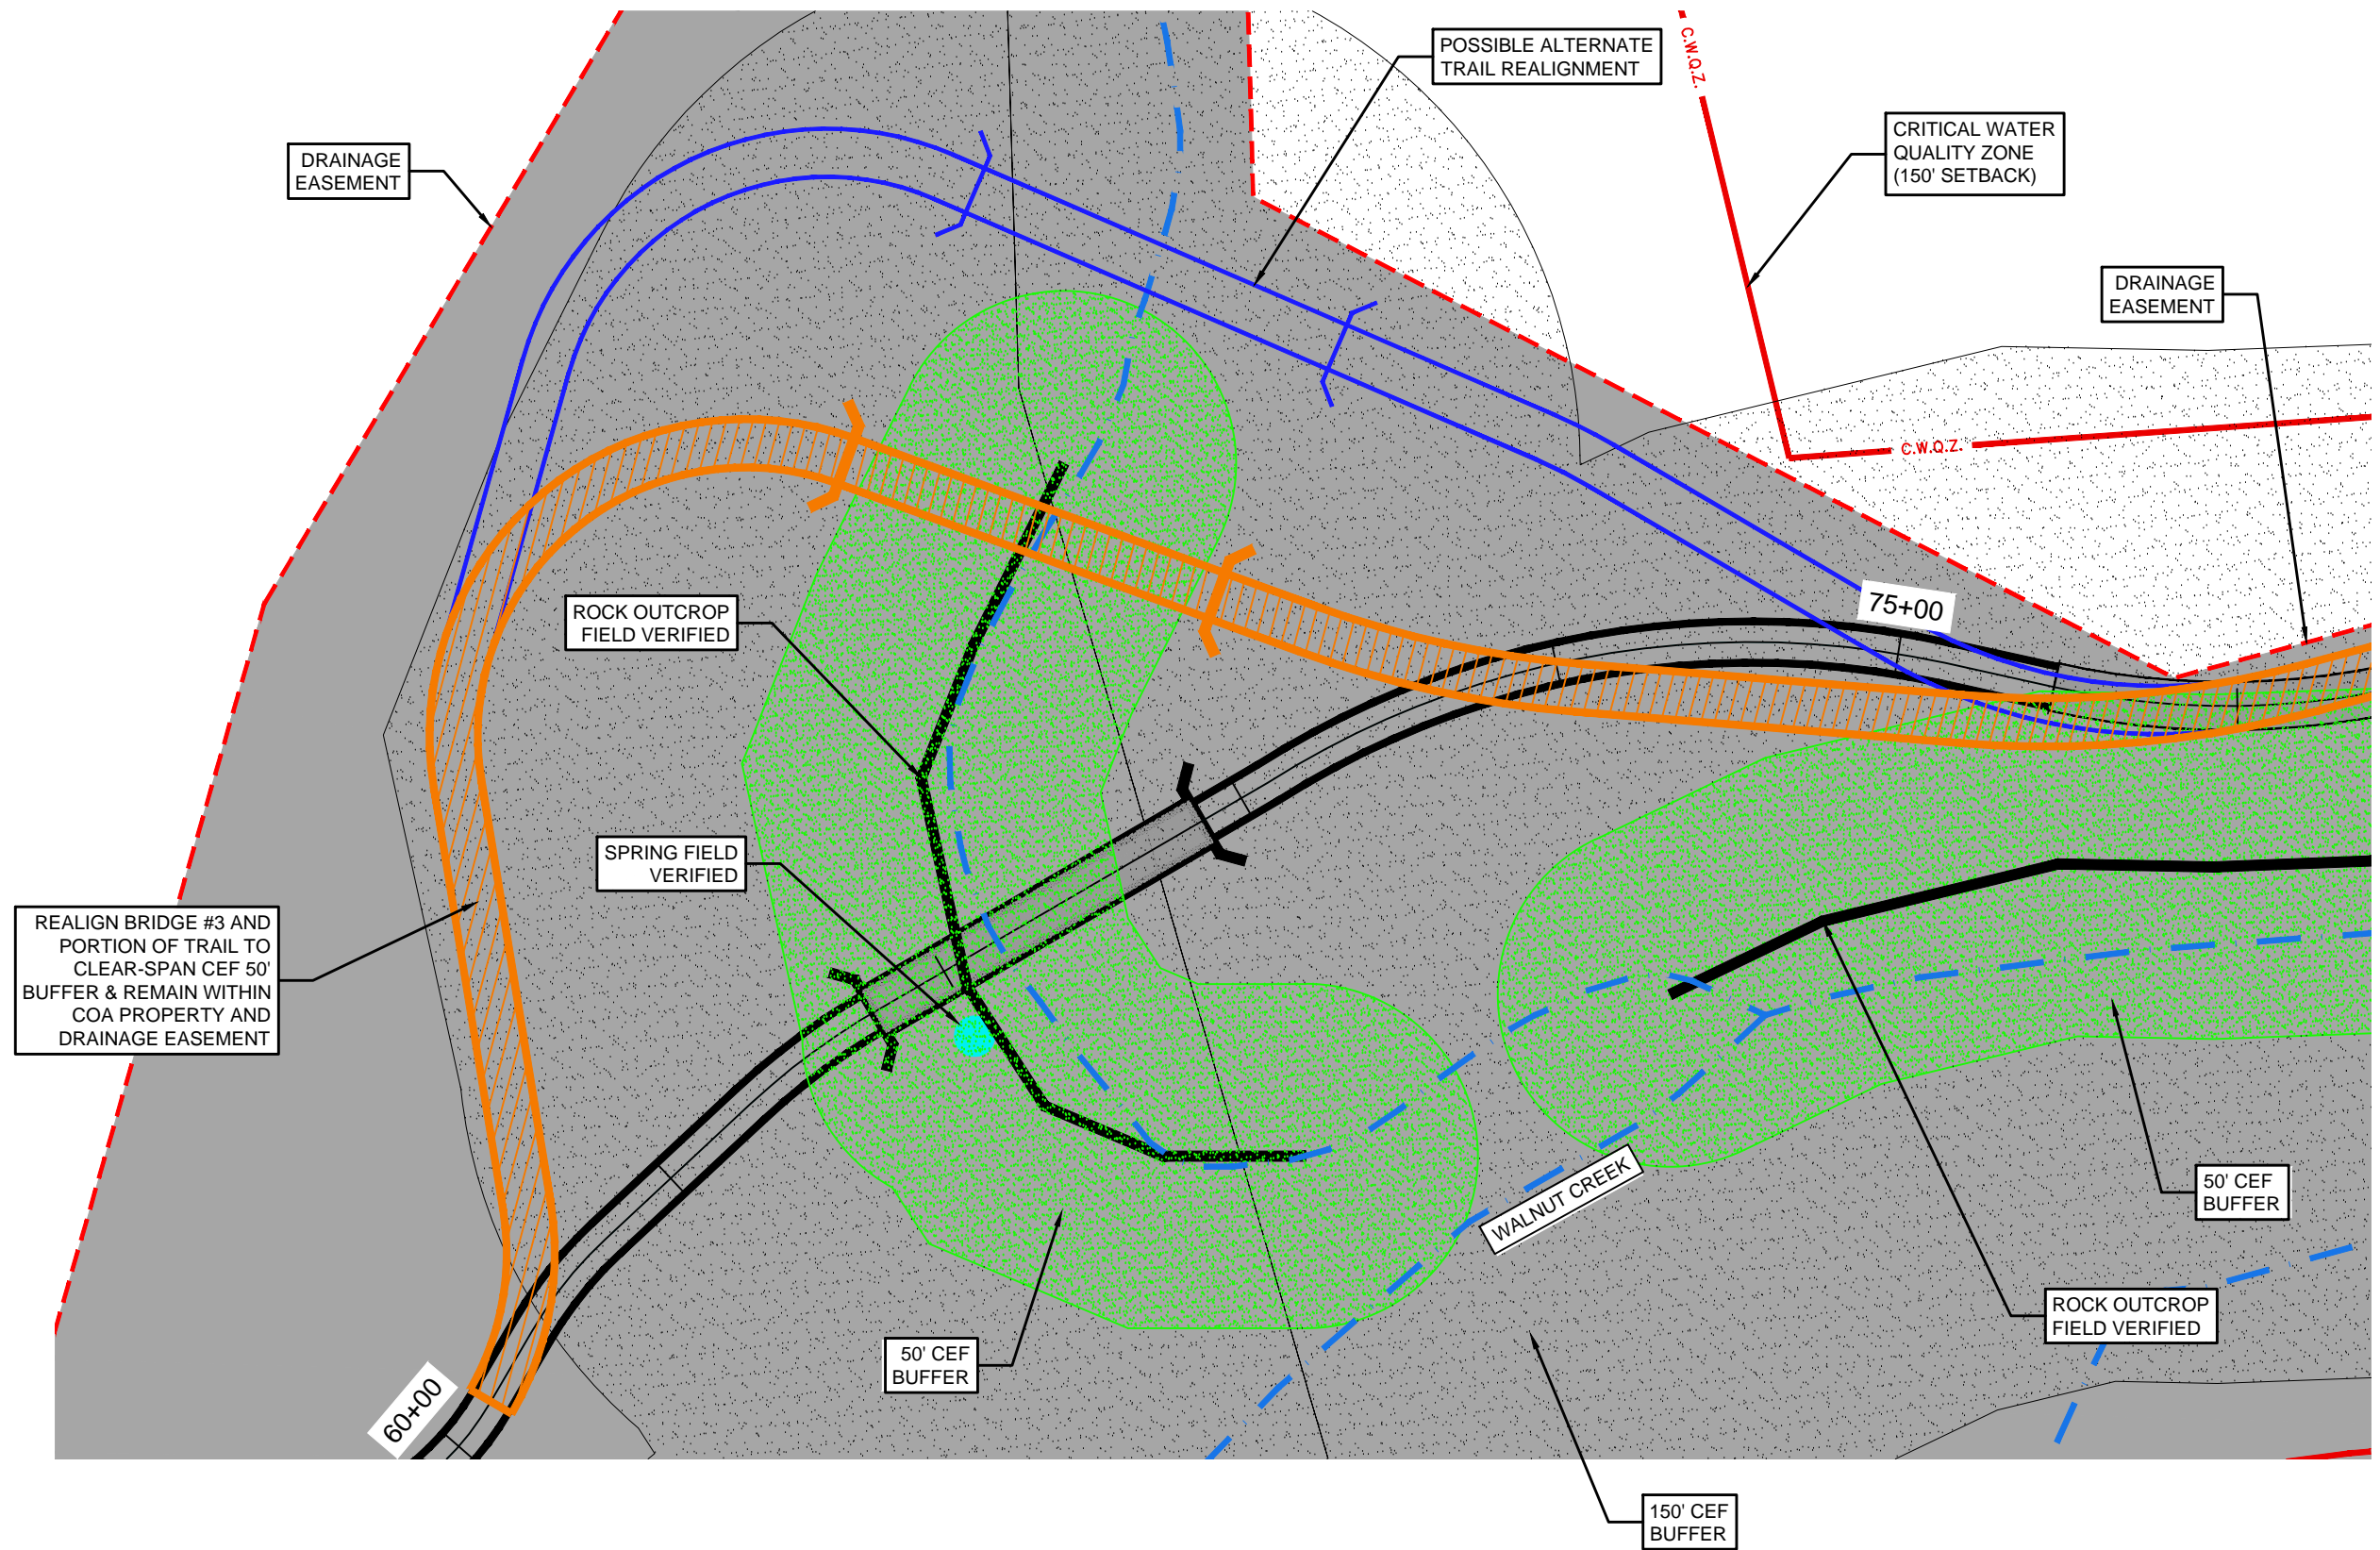 POSSIBLE ALTERNATE
TRAIL REALIGNMENT
C.W.Q.Z.
CRITICAL WATER
QUALITY ZONE
(150' SETBACK)
DRAINAGE
EASEMENT
DRAINAGE
EASEMENT
C.W.Q.Z.
75+00
ROCK OUTCROP
FIELD VERIFIED
SPRING FIELD
VERIFIED
REALIGN BRIDGE #3 AND
PORTION OF TRAIL TO
CLEAR-SPAN CEF 50'
BUFFER & REMAIN WITHIN
COA PROPERTY AND
DRAINAGE EASEMENT
WALNUT CREEK
50' CEF
BUFFER
ROCK OUTCROP
FIELD VERIFIED
50' CEF
BUFFER
60+00
150' CEF
BUFFER